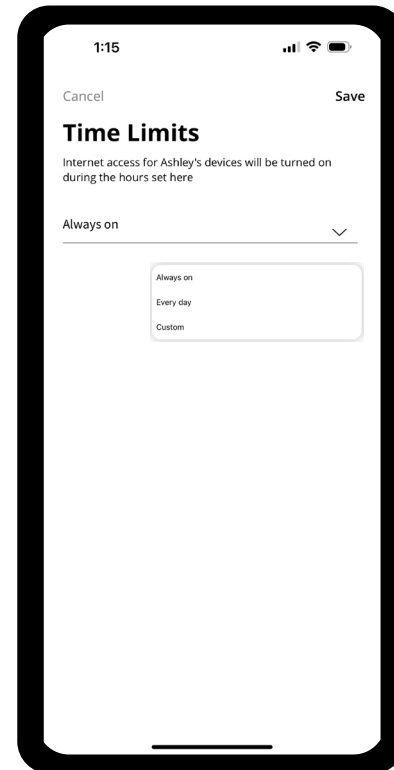 1:15
Cancel Save
Time Limits
Internet access for Ashley's devices will be turned on
during the hours set here
Always on
Always on
Every day
Custom